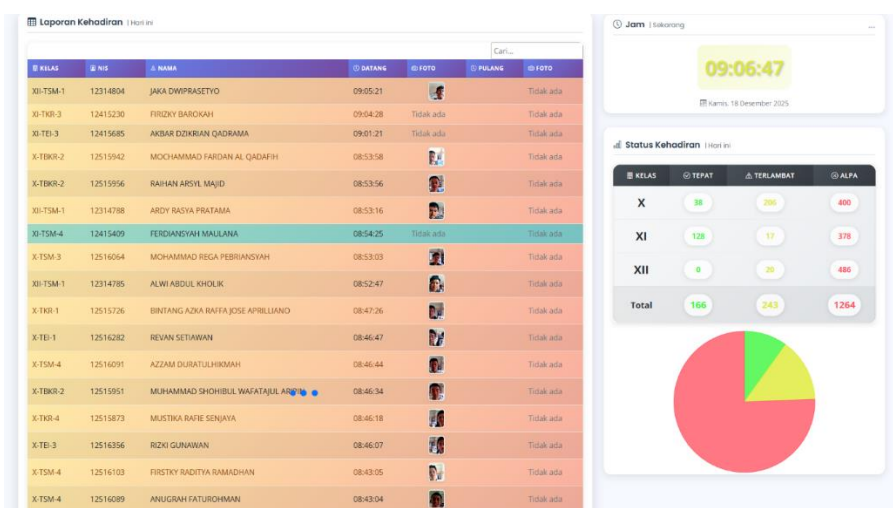 Laporan Kehadiran | Hari ini
Cari...
KELAS NIS NAMA DATANG FOTO PULANG FOTO
XII-TSM-1 12314804 JAKA DWIPRASETYO 09:05:21 Tidak ada
XI-TKR-3 12415230 FIRIZKY BAROKAH 09:04:28 Tidak ada Tidak ada
XI-TEI-3 12415685 AKBAR DZIKRIAN QADRAMA 09:01:21 Tidak ada Tidak ada
X-TBKR-2 12515942 MOCHAMMAD FARDAN AL QADAFIH 08:53:58 Tidak ada
X-TBKR-2 12515956 RAIHAN ARSYL MAJID 08:53:56 Tidak ada
XII-TSM-1 12314788 ARDY RASYA PRATAMA 08:53:16 Tidak ada
XI-TSM-4 12415409 FERDIANSYAH MAULANA 08:54:25 Tidak ada Tidak ada
X-TSM-3 12516064 MOHAMMAD REGA PEBRIANSYAH 08:53:03 Tidak ada
XII-TSM-1 12314785 ALWI ABDUL KHOLIK 08:52:47 Tidak ada
X-TKR-1 12515726 BINTANG AZKA RAFFA JOSE APRILLIANO 08:47:26 Tidak ada
X-TEI-1 12516282 REVAN SETIAWAN 08:46:47 Tidak ada
X-TSM-4 12516091 AZZAM DURATULHIKMAH 08:46:44 Tidak ada
X-TBKR-2 12515951 MUHAMMAD SHOHIBUL WAFATAJUL 08:46:34 Tidak ada
X-TKR-4 12515873 MUSTIKA RAFIE SENJAYA 08:46:18 Tidak ada
X-TEI-3 12516356 RIZKI GUNAWAN 08:46:07 Tidak ada
X-TSM-4 12516103 FIRSTKY RADITYA RAMADHAN 08:43:05 Tidak ada
X-TSM-4 12516089 ANUGRAH FATUROHMAN 08:43:04 Tidak ada
Jam | Sekarang ...
09:06:47
Kamis, 18 Desember 2025
Status Kehadiran | Hari ini
KELAS TEPAT TERLAMBAT ALPA
X 38 206 400
XI 128 17 378
XII 0 20 486
Total 166 243 1264